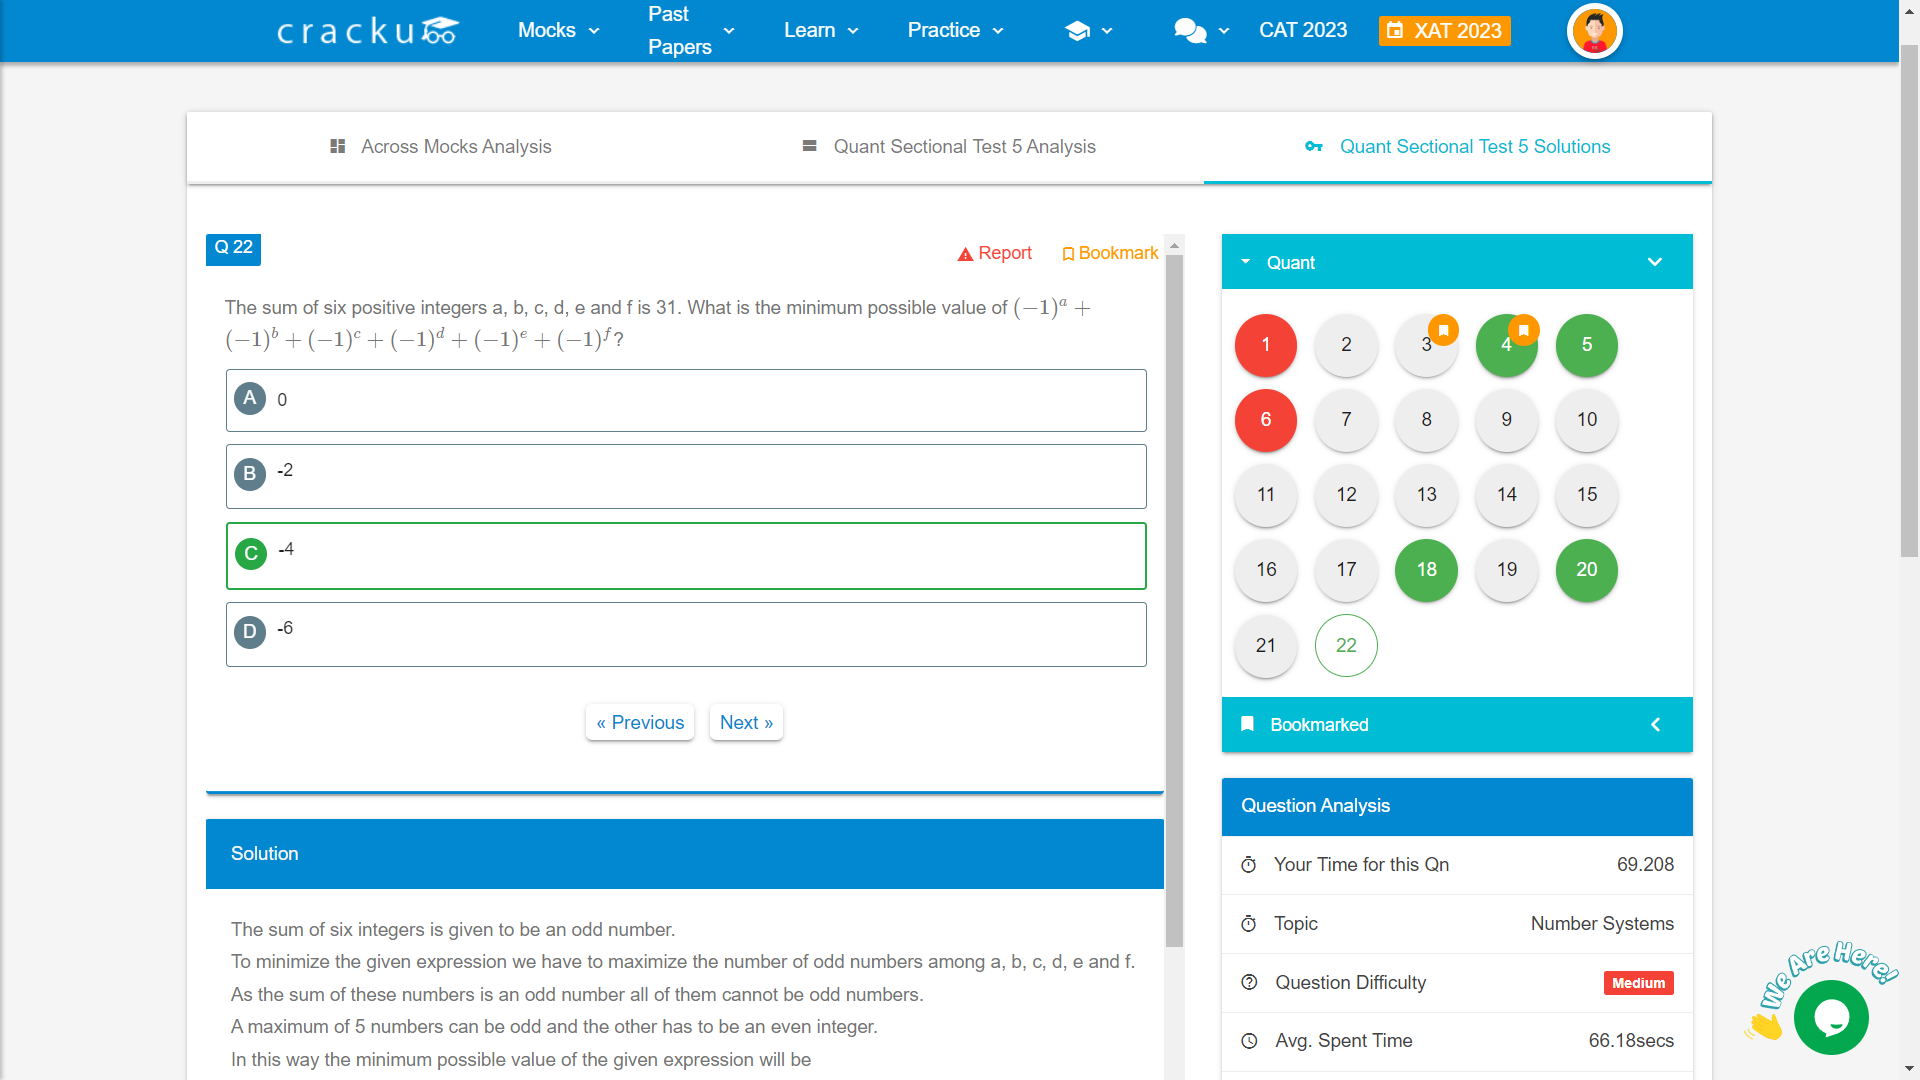 cracku
Mocks
Past
Papers
Learn
Practice
CAT 2023
XAT 2023
Across Mocks Analysis
Quant Sectional Test 5 Analysis
Quant Sectional Test 5 Solutions
Q 22
Report
Bookmark
The sum of six positive integers a, b, c, d, e and f is 31. What is the minimum possible value of (−1)^a +
(−1)^b + (−1)^c + (−1)^d + (−1)^e + (−1)^f?
A 0
B -2
C -4
D -6
« Previous
Next »
Solution
The sum of six integers is given to be an odd number.
To minimize the given expression we have to maximize the number of odd numbers among a, b, c, d, e and f.
As the sum of these numbers is an odd number all of them cannot be odd numbers.
A maximum of 5 numbers can be odd and the other has to be an even integer.
In this way the minimum possible value of the given expression will be
Quant
1 2 3 4 5
6 7 8 9 10
11 12 13 14 15
16 17 18 19 20
21 22
Bookmarked
Question Analysis
Your Time for this Qn 69.208
Topic Number Systems
Question Difficulty Medium
Avg. Spent Time 66.18secs
We Are Here!